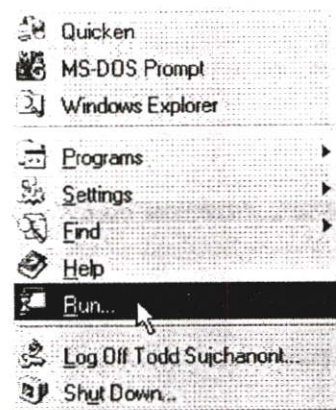 Quicken
MS-DOS Prompt
Windows Explorer
Programs
Settings
Find
Help
Run...
Log Off Todd Sujchanont...
Shut Down...